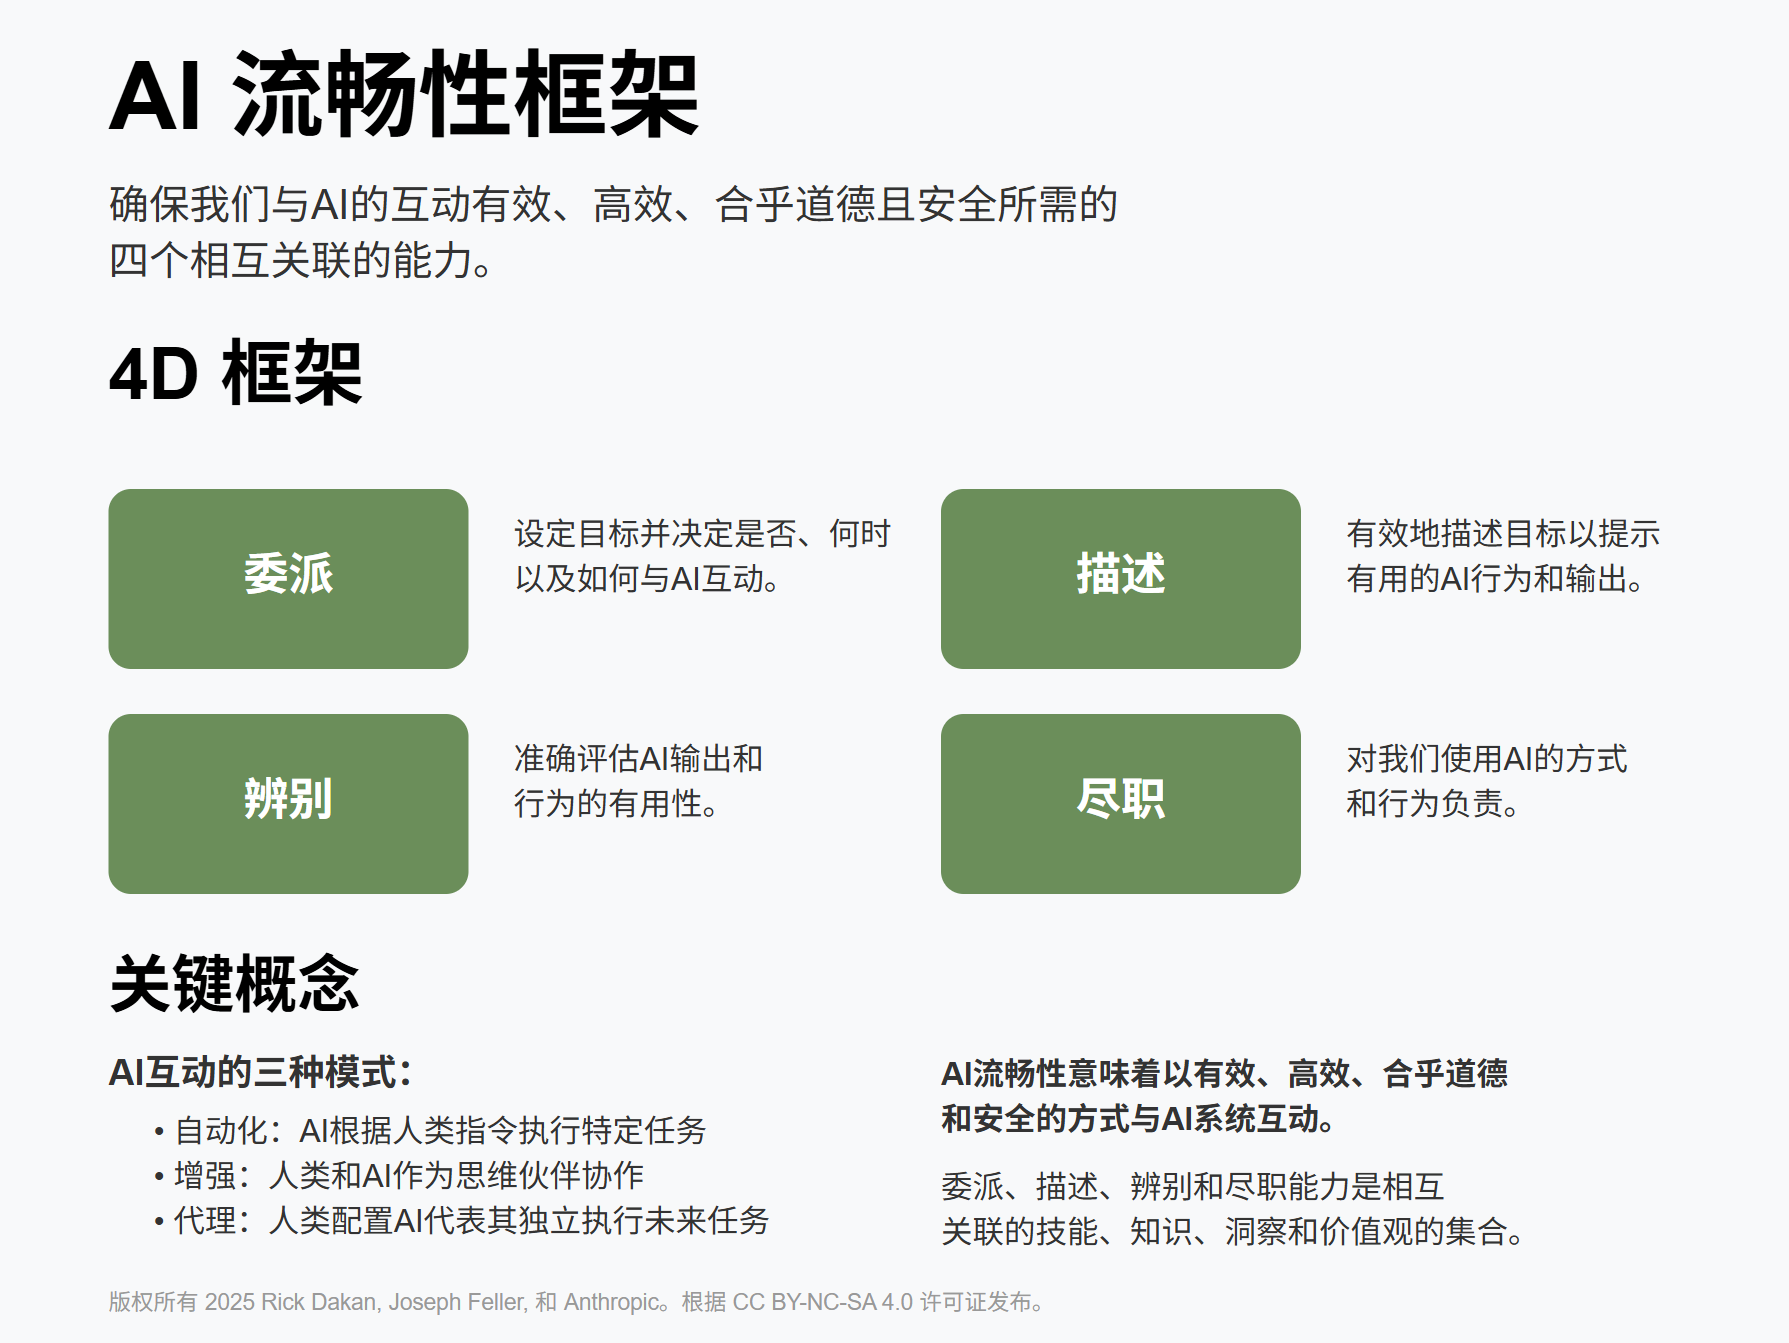 AI 流畅性框架
确保我们与AI的互动有效、高效、合乎道德且安全所需的
四个相互关联的能力。
4D 框架
委派
设定目标并决定是否、何时
以及如何与AI互动。
描述
有效地描述目标以提示
有用的AI行为和输出。
辨别
准确评估AI输出和
行为的有用性。
尽职
对我们使用AI的方式
和行为负责。
关键概念
AI互动的三种模式：
• 自动化：AI根据人类指令执行特定任务
• 增强：人类和AI作为思维伙伴协作
• 代理：人类配置AI代表其独立执行未来任务
AI流畅性意味着以有效、高效、合乎道德
和安全的方式与AI系统互动。
委派、描述、辨别和尽职能力是相互
关联的技能、知识、洞察和价值观的集合。
版权所有 2025 Rick Dakan, Joseph Feller, 和 Anthropic。根据 CC BY-NC-SA 4.0 许可证发布。